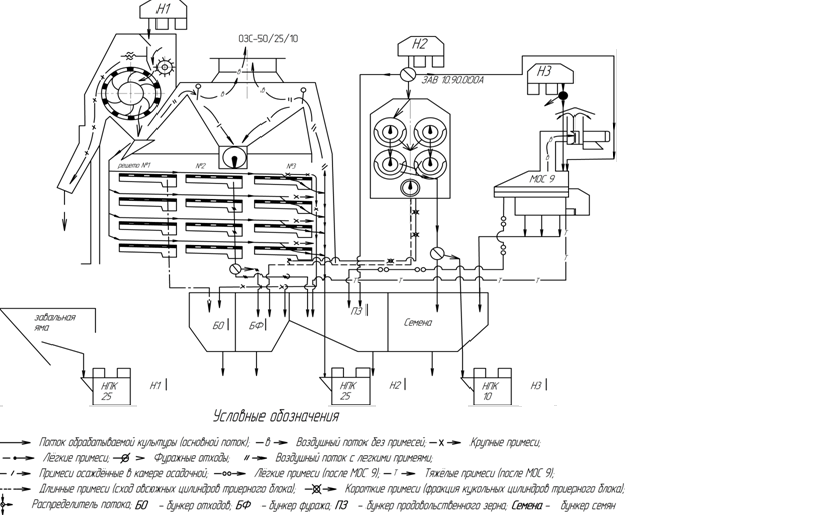 Н1
ОЗС-50/25/10
Н2
ЗАВ 10.90.000А
Н3
решето №1
№2
№3
МОС 9
завальная
яма
БО
БФ
ПЗ
Семена
НПК
25
Н1
НПК
25
Н2
НПК
10
Н3
Условные обозначения
Поток обрабатываемой культуры (основной поток), — в → Воздушный поток без примесей, — х → Крупные примеси;
Легкие примеси; Фуражные отходы, Воздушный поток с легкими примеями;
Примеси осаждённые в камере осадочной, Лёгкие примеси (после МОС 9), — т → Тяжёлые примеси (после МОС 9);
Длинные примеси (сход овсюжных цилиндров триерного блока), Короткие примеси (фракция кукольных цилиндров триерного блока);
Распределитель потока, БО - бункер отходов, БФ - бункер фуража, ПЗ - бункер продовольственного зерна, Семена - бункер семян